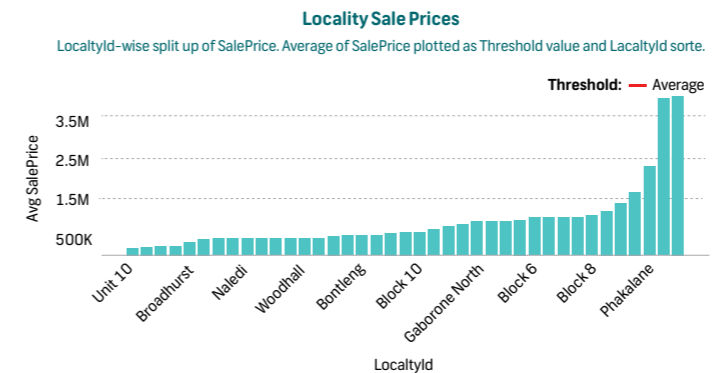 Locality Sale Prices
LocaltyId-wise split up of SalePrice. Average of SalePrice plotted as Threshold value and LacaltyId sorte.
Threshold: Average
Avg SalePrice
3.5M
2.5M
1.5M
500K
Unit 10
Broadhurst
Naledi
Woodhall
Bontleng
Block 10
Gaborone North
Block 6
Block 8
Phakalane
LocaltyId